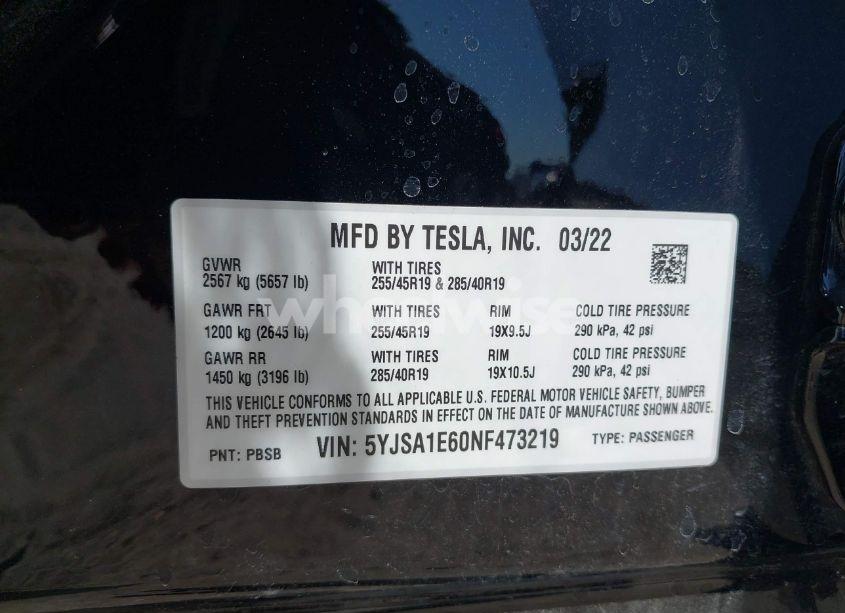 MFD BY TESLA, INC. 03/22
GVWR WITH TIRES
2567 kg (5657 lb) 255/45R19 & 285/40R19
GAWR FRT WITH TIRES RIM COLD TIRE PRESSURE
1200 kg (2645 lb) 255/45R19 19X9.5J 290 kPa, 42 psi
GAWR RR WITH TIRES RIM COLD TIRE PRESSURE
1450 kg (3196 lb) 285/40R19 19X10.5J 290 kPa, 42 psi
THIS VEHICLE CONFORMS TO ALL APPLICABLE U.S. FEDERAL MOTOR VEHICLE SAFETY, BUMPER
AND THEFT PREVENTION STANDARDS IN EFFECT ON THE DATE OF MANUFACTURE SHOWN ABOVE.
PNT: PBSB VIN: 5YJSA1E60NF473219 TYPE: PASSENGER